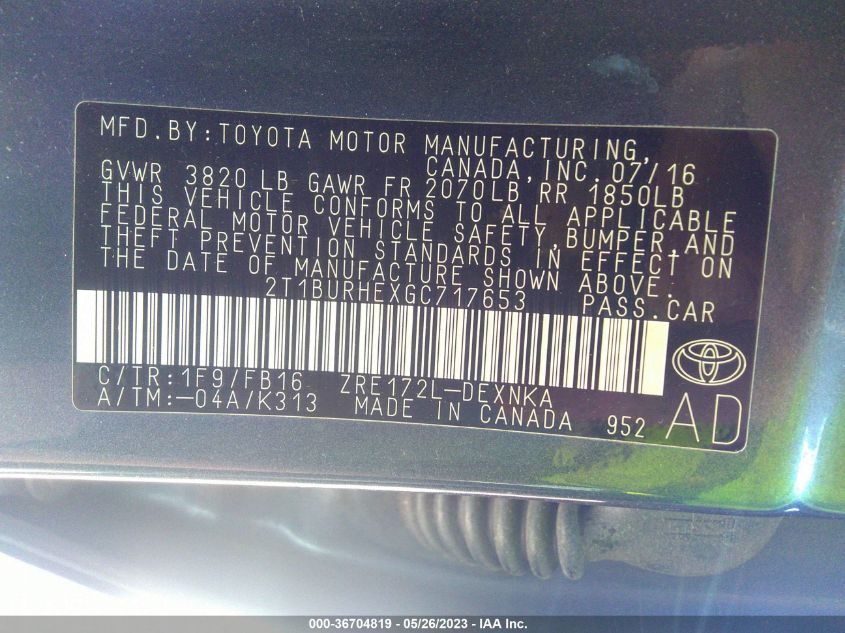 MFD.BY:TOYOTA MOTOR MANUFACTURING,
CANADA,INC. 07/16
GVWR 3820 LB GAWR FR 2070LB RR 1850LB
THIS VEHICLE CONFORMS TO ALL APPLICABLE
FEDERAL MOTOR VEHICLE SAFETY,BUMPER,AND
THEFT PREVENTION STANDARDS IN EFFECT ON
THE DATE OF MANUFACTURE SHOWN ABOVE.
2T1BURHEXGC717653 PASS.CAR
C/TR:1F9/FB16 ZRE172L-DEXNKA
A/TM:-04A/K313 MADE IN CANADA 952 AD
000-36704819 - 05/26/2023 - IAA Inc.